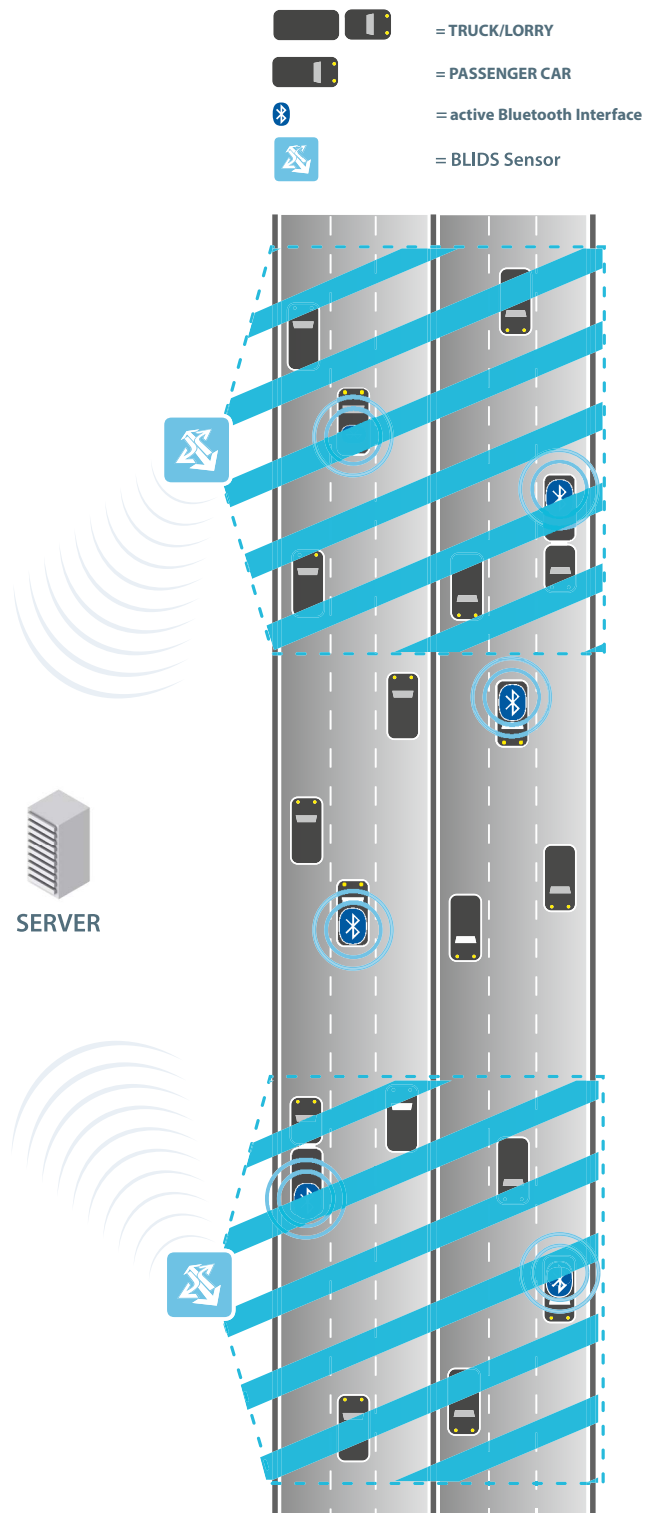 = TRUCK/LORRY
= PASSENGER CAR
= active Bluetooth Interface
= BLIDS Sensor
SERVER